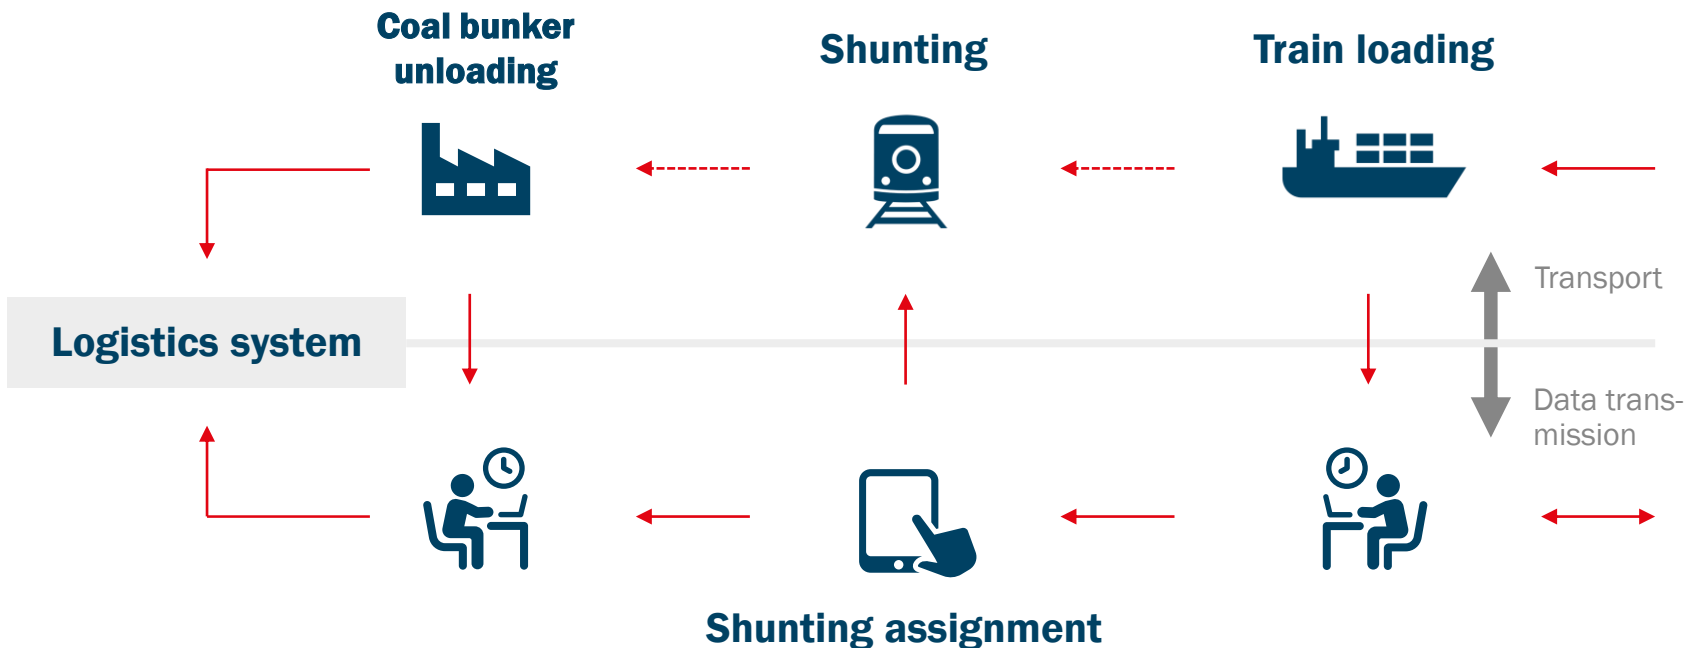 Coal bunker
unloading
Shunting
Train loading
Transport
Logistics system
Data trans-
mission
Shunting assignment